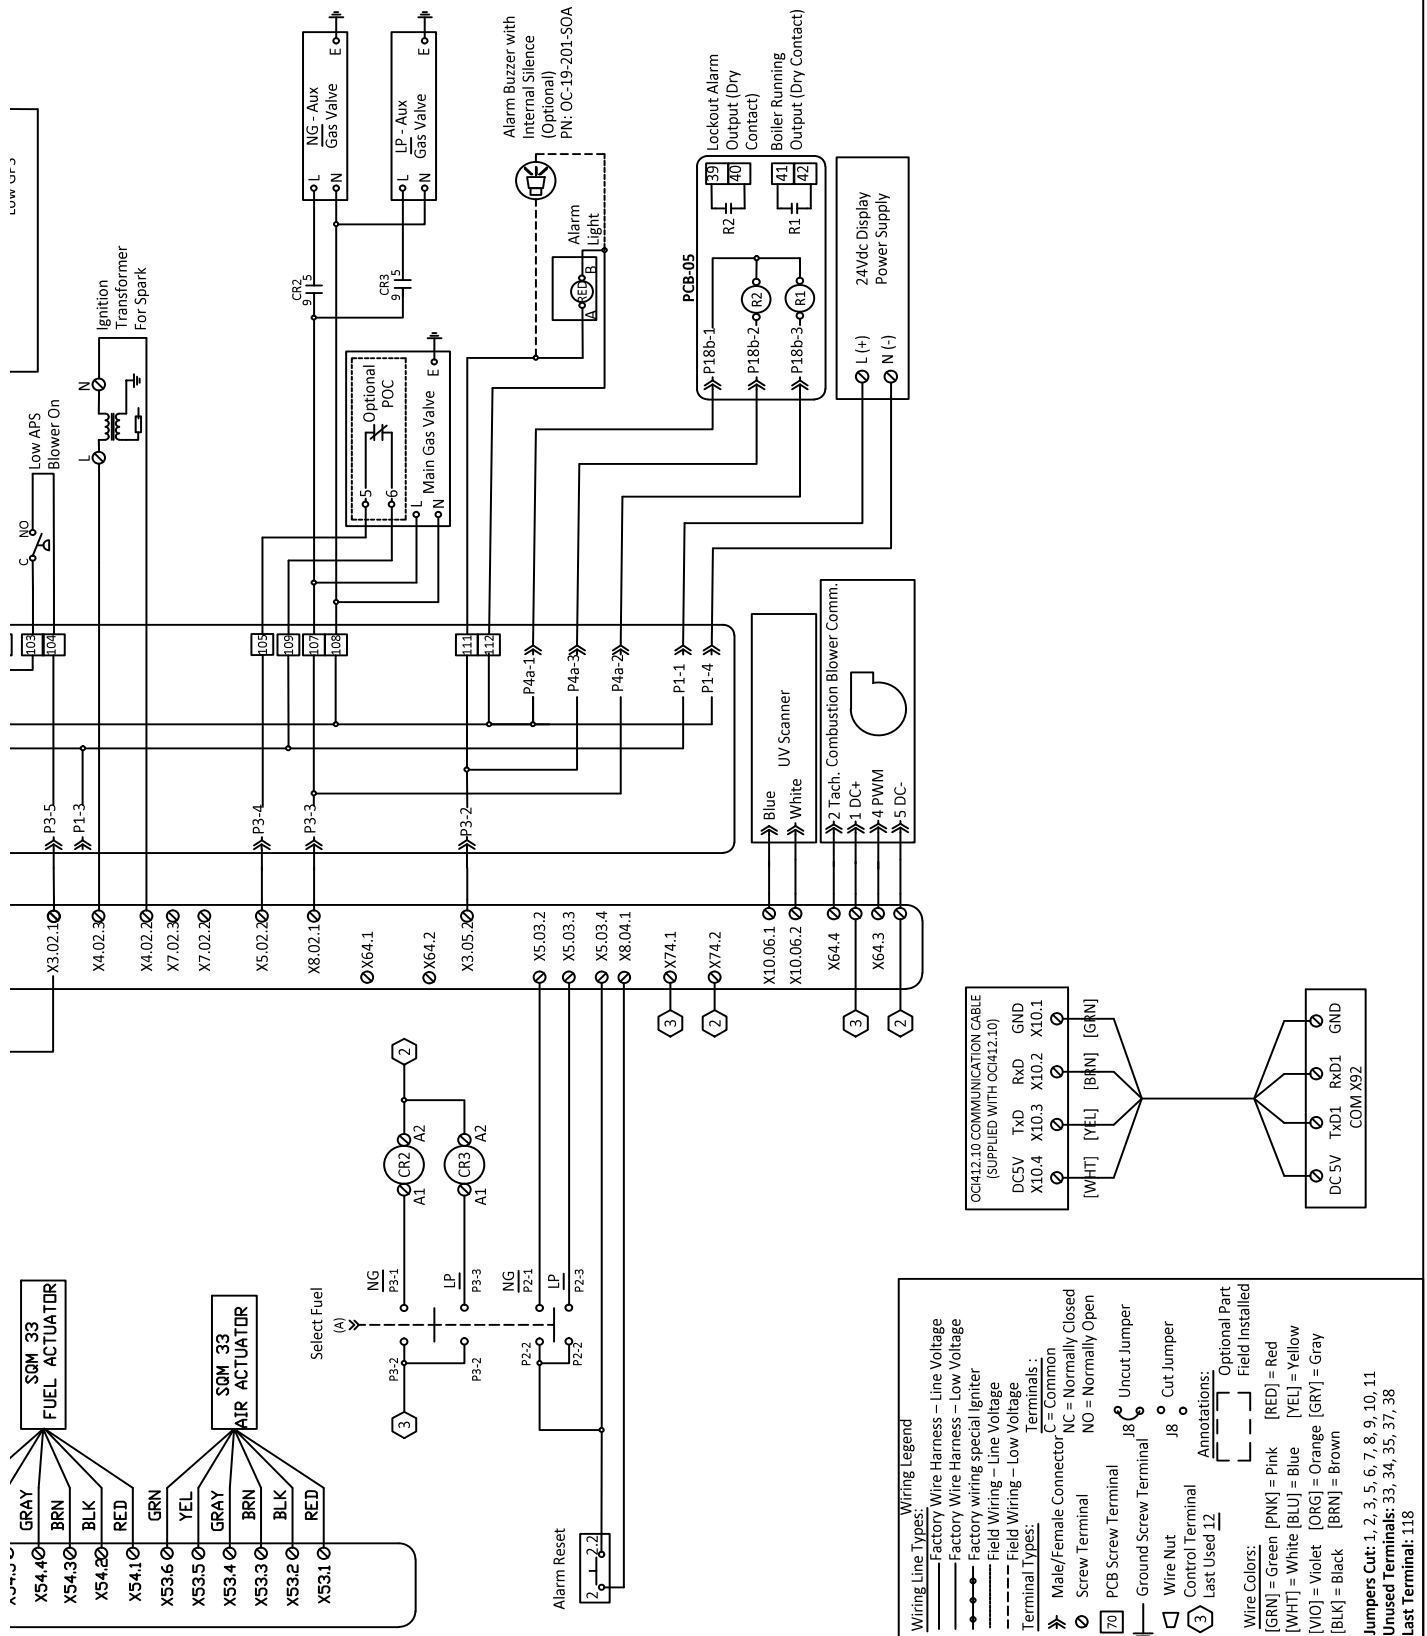 Low GPS
Low APS
Blower On
C
NO
103
104
Ignition
Transformer
For Spark
L
N
NG - Aux
Gas Valve
E
L
N
LP - Aux
Gas Valve
E
L
N
CR2
9
5
CR3
9
5
Optional
POC
5
6
Main Gas Valve
L
N
E
Alarm Buzzer with
Internal Silence
(Optional)
PN: OC-19-201-SOA
Alarm
Light
RED
A
B
Lockout Alarm
Output (Dry
Contact)
Boiler Running
Output (Dry Contact)
PCB-05
39
40
41
42
R2
R1
R2
R1
P18b-1
P18b-2
P18b-3
24Vdc Display
Power Supply
L (+)
N (-)
105
109
107
108
111
112
P4a-1
P4a-3
P4a-2
P1-1
P1-4
P3-5
P1-3
P3-4
P3-3
P3-2
UV Scanner
Blue
White
Combustion Blower Comm.
2 Tach.
1 DC+
4 PWM
5 DC-
X3.02.1
X4.02.3
X4.02.2
X7.02.3
X7.02.2
X5.02.2
X8.02.1
X64.1
X64.2
X3.05.2
X5.03.2
X5.03.3
X5.03.4
X8.04.1
X74.1
X74.2
X10.06.1
X10.06.2
X64.4
X64.3
3
2
3
2
2
CR2
A1
A2
CR3
A1
A2
Select Fuel
(A)
NG
P3-1
LP
P3-3
NG
P2-1
LP
P2-3
P3-2
P3-2
P2-2
P2-2
3
OCI412.10 COMMUNICATION CABLE
(SUPPLIED WITH OCI412.10)
DC5V TxD RxD GND
X10.4 X10.3 X10.2 X10.1
[WHT] [YEL] [BRN] [GRN]
DC 5V TxD1 RxD1 GND
COM X92
SQM 33
FUEL ACTUATOR
SQM 33
AIR ACTUATOR
GRAY
BRN
BLK
RED
GRN
YEL
GRAY
BRN
BLK
RED
X54.4
X54.3
X54.2
X54.1
X53.6
X53.5
X53.4
X53.3
X53.2
X53.1
Alarm Reset
2
2.2
Wiring Legend
Wiring Line Types:
Factory Wire Harness – Line Voltage
Factory Wire Harness – Low Voltage
Factory wiring special Igniter
Field Wiring – Line Voltage
Field Wiring – Low Voltage
Terminal Types:
Male/Female Connector
Screw Terminal
70 PCB Screw Terminal
Ground Screw Terminal
Wire Nut
3 Control Terminal
Last Used 12
Terminals :
C = Common
NC = Normally Closed
NO = Normally Open
J8 Uncut Jumper
J8 Cut Jumper
Annotations:
Optional Part
Field Installed
Wire Colors:
[GRN] = Green [PNK] = Pink [RED] = Red
[WHT] = White [BLU] = Blue [YEL] = Yellow
[VIO] = Violet [ORG] = Orange [GRY] = Gray
[BLK] = Black [BRN] = Brown
Jumpers Cut: 1, 2, 3, 5, 6, 7, 8, 9, 10, 11
Unused Terminals: 33, 34, 35, 37, 38
Last Terminal: 118